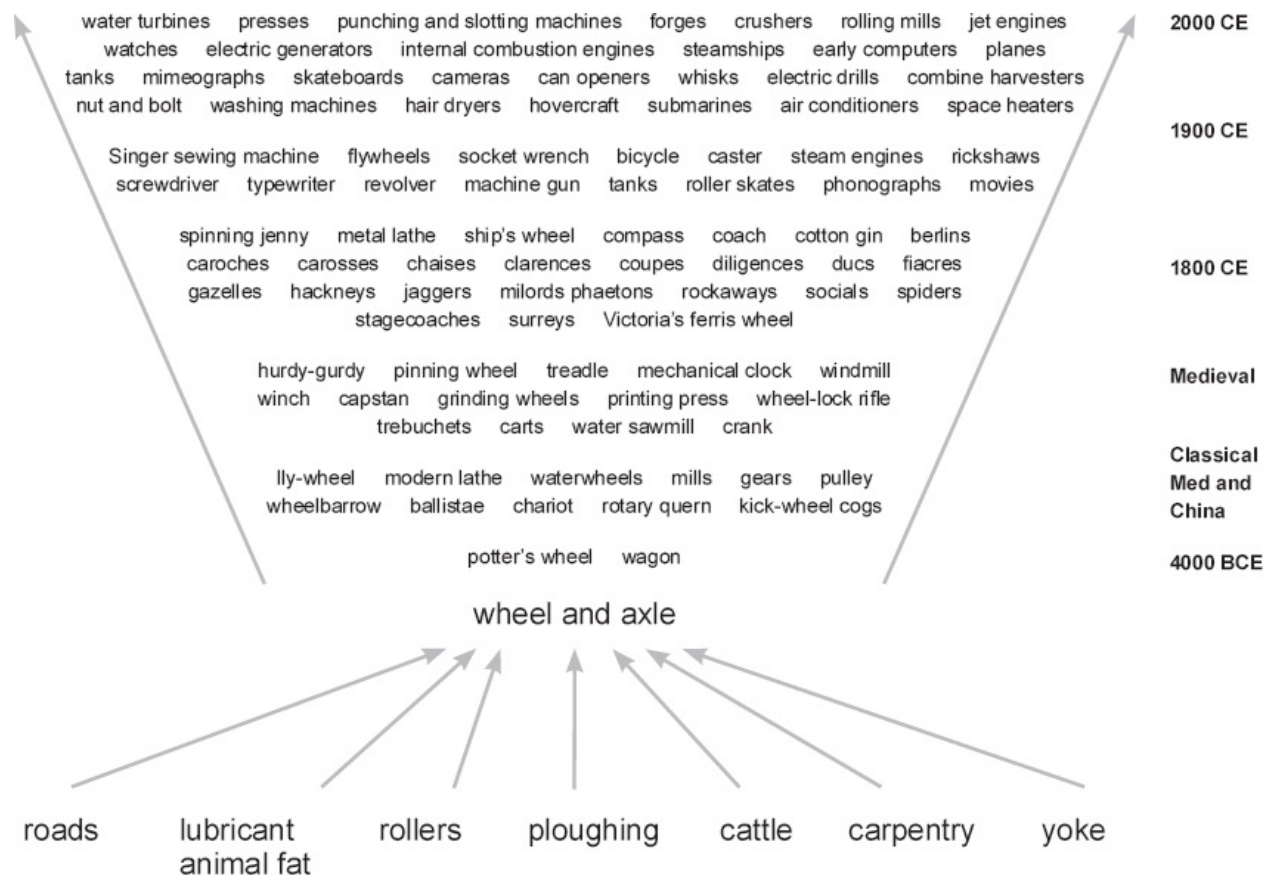 water turbines presses punching and slotting machines forges crushers rolling mills jet engines
2000 CE
watches electric generators internal combustion engines steamships early computers planes
tanks mimeographs skateboards cameras can openers whisks electric drills combine harvesters
nut and bolt washing machines hair dryers hovercraft submarines air conditioners space heaters
1900 CE
Singer sewing machine flywheels socket wrench bicycle caster steam engines rickshaws
screwdriver typewriter revolver machine gun tanks roller skates phonographs movies
spinning jenny metal lathe ship's wheel compass coach cotton gin berlins
caroches carosses chaises clarences coupes diligences ducs fiacres
1800 CE
gazelles hackneys jaggers milords phaetons rockaways socials spiders
stagecoaches surreys Victoria's ferris wheel
hurdy-gurdy pinning wheel treadle mechanical clock windmill
Medieval
winch capstan grinding wheels printing press wheel-lock rifle
trebuchets carts water sawmill crank
lly-wheel modern lathe waterwheels mills gears pulley
wheelbarrow ballistae chariot rotary quern kick-wheel cogs
Classical
Med and
China
potter's wheel wagon
4000 BCE
wheel and axle
roads lubricant rollers ploughing cattle carpentry yoke
animal fat